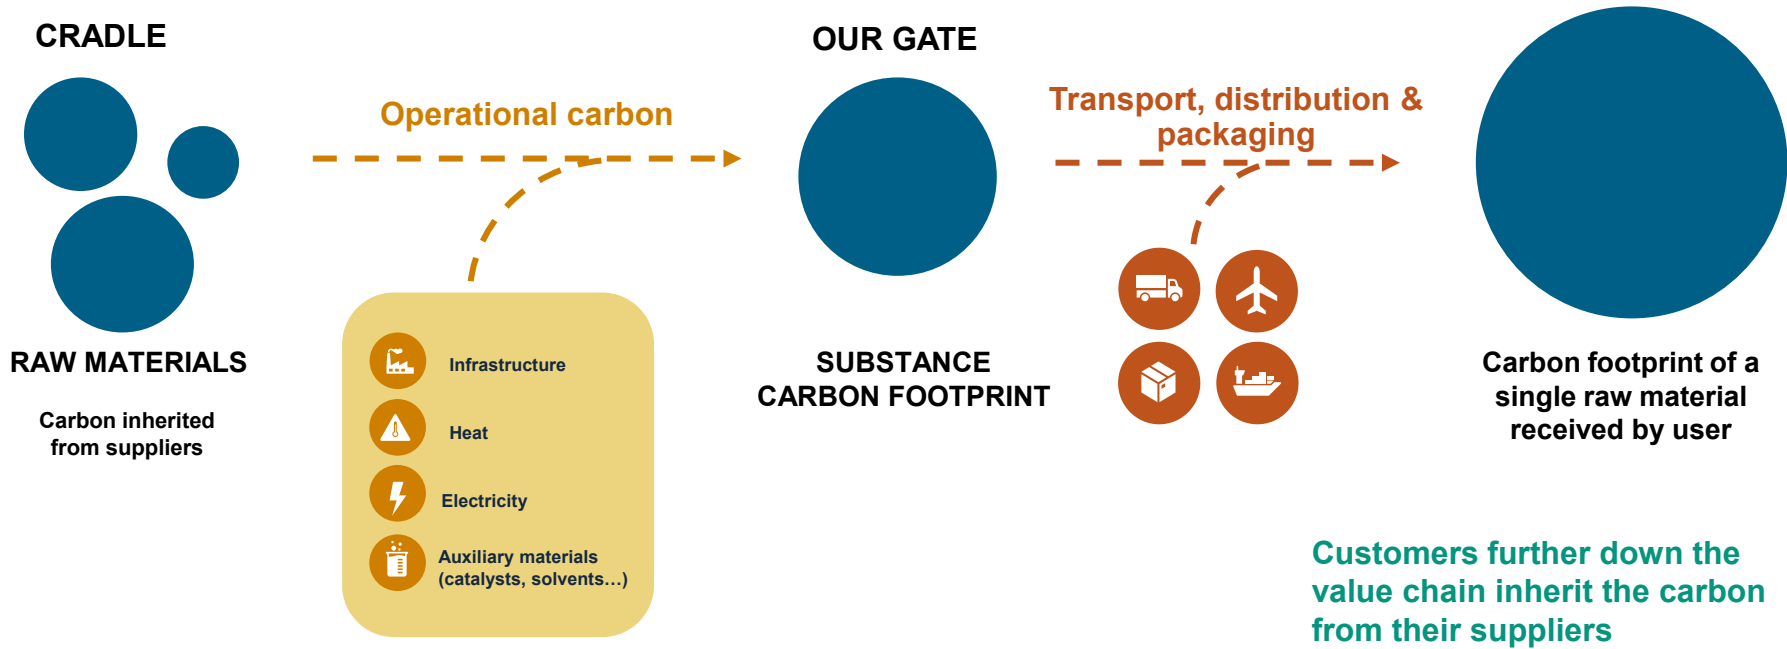 CRADLE
RAW MATERIALS
Carbon inherited
from suppliers
Operational carbon
Infrastructure
Heat
Electricity
Auxiliary materials
(catalysts, solvents…)
OUR GATE
SUBSTANCE
CARBON FOOTPRINT
Transport, distribution &
packaging
Carbon footprint of a
single raw material
received by user
Customers further down the
value chain inherit the carbon
from their suppliers